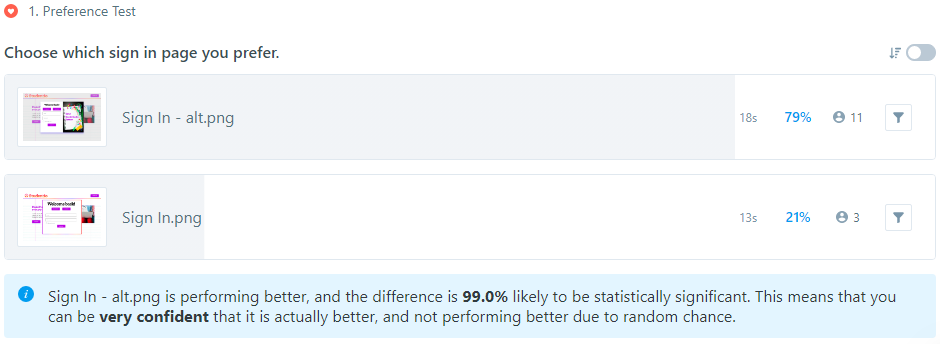 1. Preference Test
Choose which sign in page you prefer.
Sign In - alt.png
18s 79% 11
Sign In.png
13s 21% 3
Sign In - alt.png is performing better, and the difference is 99.0% likely to be statistically significant. This means that you
can be very confident that it is actually better, and not performing better due to random chance.